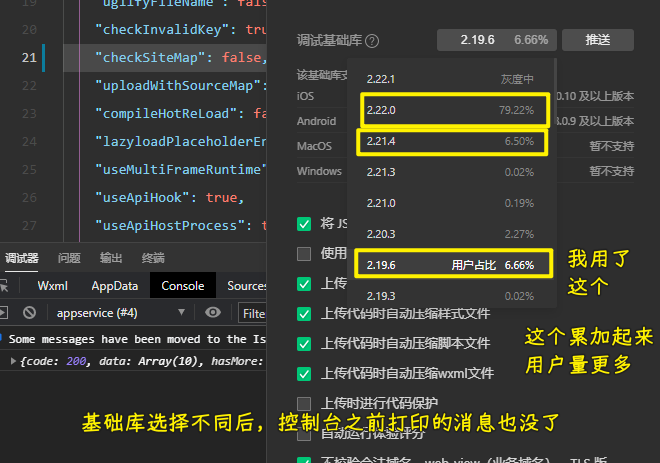 "uglifyFileName": fals
20 "checkInvalidKey": tru
21 "checkSiteMap": false,
22 "uploadWithSourceMap":
23 "compileHotReLoad": fa
24 "lazyloadPlaceholderEn
25 "useMultiFrameRuntime"
26 "useApiHook": true,
27 "useApiHostProcess": t
调试器 问题 输出 终端
Wxml AppData Console Sources
appservice (#4) Filte
Some messages have been moved to the Is
{code: 200, data: Array(10), hasMore:
调试基础库 2.19.6 6.66% 推送
该基础库支
iOS 0.10 及以上版本
Android .0.9 及以上版本
MacOS 暂不支持
Windows 暂不支持
2.22.1 灰度中
2.22.0 79.22%
2.21.4 6.50%
2.21.3 0.02%
2.21.0 0.19%
2.20.3 2.27%
2.19.6 用户占比 6.66%
2.19.3 0.02%
我用了
这个
这个累加起来
用户量更多
将 JS
使用
上传
上传代码时自动压缩样式文件
上传代码时自动压缩脚本文件
上传代码时自动压缩wxml文件
上传时进行代码保护
基础库选择不同后，控制台之前打印的消息也没了
自动运行体验评分
不校验合法域名、web-view（业务域名）、TLS 版